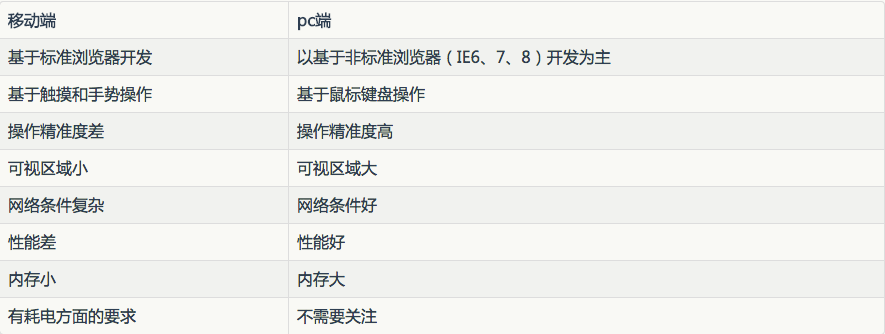 移动端 pc端
基于标准浏览器开发 以基于非标准浏览器（IE6、7、8）开发为主
基于触摸和手势操作 基于鼠标键盘操作
操作精准度差 操作精准度高
可视区域小 可视区域大
网络条件复杂 网络条件好
性能差 性能好
内存小 内存大
有耗电方面的要求 不需要关注